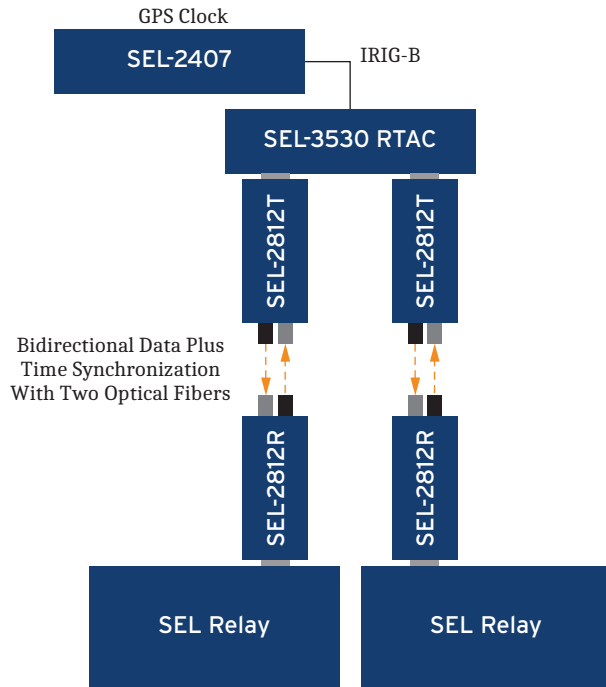 GPS Clock
SEL-2407
IRIG-B
SEL-3530 RTAC
SEL-2812T
SEL-2812T
Bidirectional Data Plus
Time Synchronization
With Two Optical Fibers
SEL-2812R
SEL-2812R
SEL Relay
SEL Relay